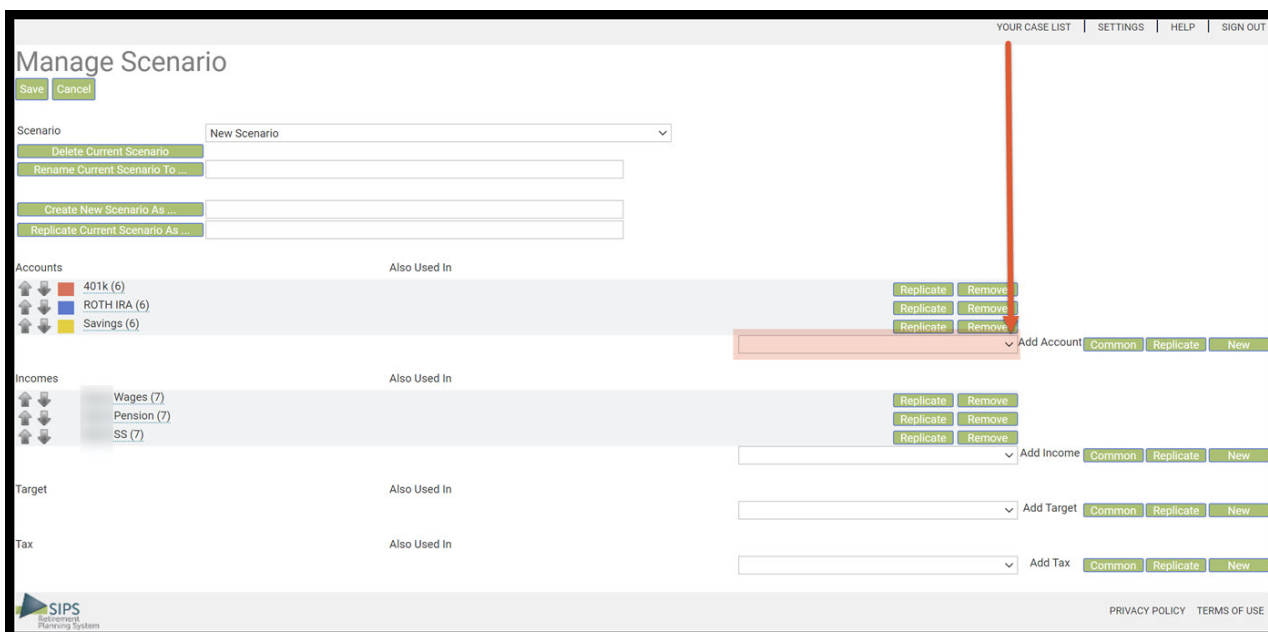 YOUR CASE LIST | SETTINGS | HELP | SIGN OUT
Manage Scenario
Save Cancel
Scenario New Scenario
Delete Current Scenario
Rename Current Scenario To ...
Create New Scenario As ...
Replicate Current Scenario As ...
Accounts Also Used In
401k (6) Replicate Remove
ROTH IRA (6) Replicate Remove
Savings (6) Replicate Remove
Add Account Common Replicate New
Incomes Also Used In
Wages (7) Replicate Remove
Pension (7) Replicate Remove
SS (7) Replicate Remove
Add Income Common Replicate New
Target Also Used In
Add Target Common Replicate New
Tax Also Used In
Add Tax Common Replicate New
SIPS
Retirement
Planning System
PRIVACY POLICY TERMS OF USE